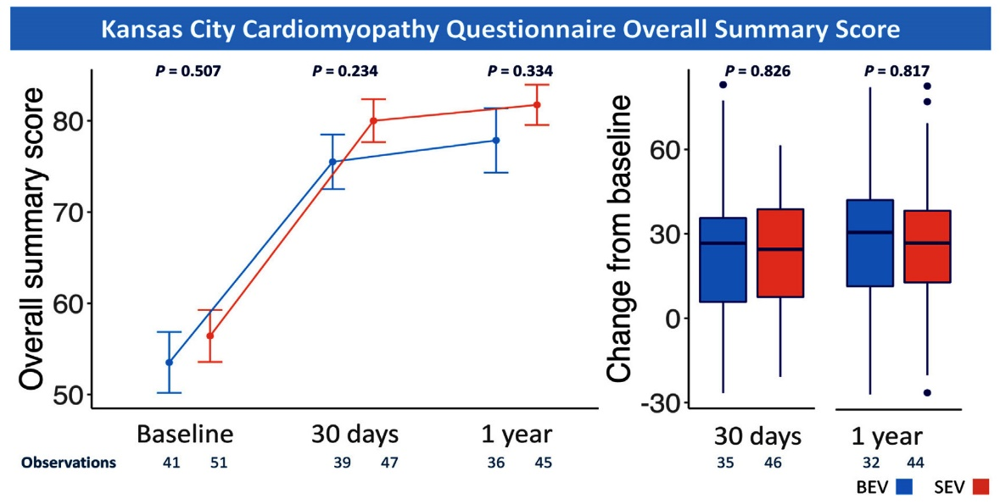 Kansas City Cardiomyopathy Questionnaire Overall Summary Score
P = 0.507
P = 0.234
P = 0.334
Overall summary score
80
70
60
50
Baseline
30 days
1 year
Observations 41 51 39 47 36 45
P = 0.826
P = 0.817
Change from baseline
60
30
0
-30
30 days
1 year
35 46 32 44
BEV
SEV